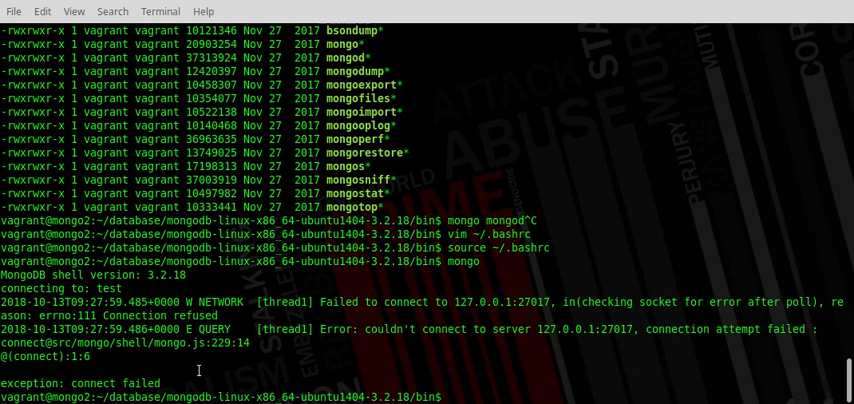 File Edit View Search Terminal Help
-rwxrwxr-x 1 vagrant vagrant 10121346 Nov 27  2017 bsondump*
-rwxrwxr-x 1 vagrant vagrant 20903254 Nov 27  2017 mongo*
-rwxrwxr-x 1 vagrant vagrant 37313924 Nov 27  2017 mongod*
-rwxrwxr-x 1 vagrant vagrant 12420397 Nov 27  2017 mongodump*
-rwxrwxr-x 1 vagrant vagrant 10458307 Nov 27  2017 mongoexport*
-rwxrwxr-x 1 vagrant vagrant 10354077 Nov 27  2017 mongofiles*
-rwxrwxr-x 1 vagrant vagrant 10522138 Nov 27  2017 mongoimport*
-rwxrwxr-x 1 vagrant vagrant 10140468 Nov 27  2017 mongooplog*
-rwxrwxr-x 1 vagrant vagrant 36963635 Nov 27  2017 mongoperf*
-rwxrwxr-x 1 vagrant vagrant 13749025 Nov 27  2017 mongorestore*
-rwxrwxr-x 1 vagrant vagrant 17198313 Nov 27  2017 mongos*
-rwxrwxr-x 1 vagrant vagrant 37003919 Nov 27  2017 mongosniff*
-rwxrwxr-x 1 vagrant vagrant 10497982 Nov 27  2017 mongostat*
-rwxrwxr-x 1 vagrant vagrant 10333441 Nov 27  2017 mongotop*
vagrant@mongo2:~/database/mongodb-linux-x86_64-ubuntu1404-3.2.18/bin$ mongo mongod^C
vagrant@mongo2:~/database/mongodb-linux-x86_64-ubuntu1404-3.2.18/bin$ vim ~/.bashrc
vagrant@mongo2:~/database/mongodb-linux-x86_64-ubuntu1404-3.2.18/bin$ source ~/.bashrc
vagrant@mongo2:~/database/mongodb-linux-x86_64-ubuntu1404-3.2.18/bin$ mongo
MongoDB shell version: 3.2.18
connecting to: test
2018-10-13T09:27:59.485+0000 W NETWORK  [thread1] Failed to connect to 127.0.0.1:27017, in(checking socket for error after poll), re
ason: errno:111 Connection refused
2018-10-13T09:27:59.486+0000 E QUERY    [thread1] Error: couldn't connect to server 127.0.0.1:27017, connection attempt failed :
connect@src/mongo/shell/mongo.js:229:14
@(connect):1:6
exception: connect failed
vagrant@mongo2:~/database/mongodb-linux-x86_64-ubuntu1404-3.2.18/bin$
ATTACK
ABUSE
PERJURY